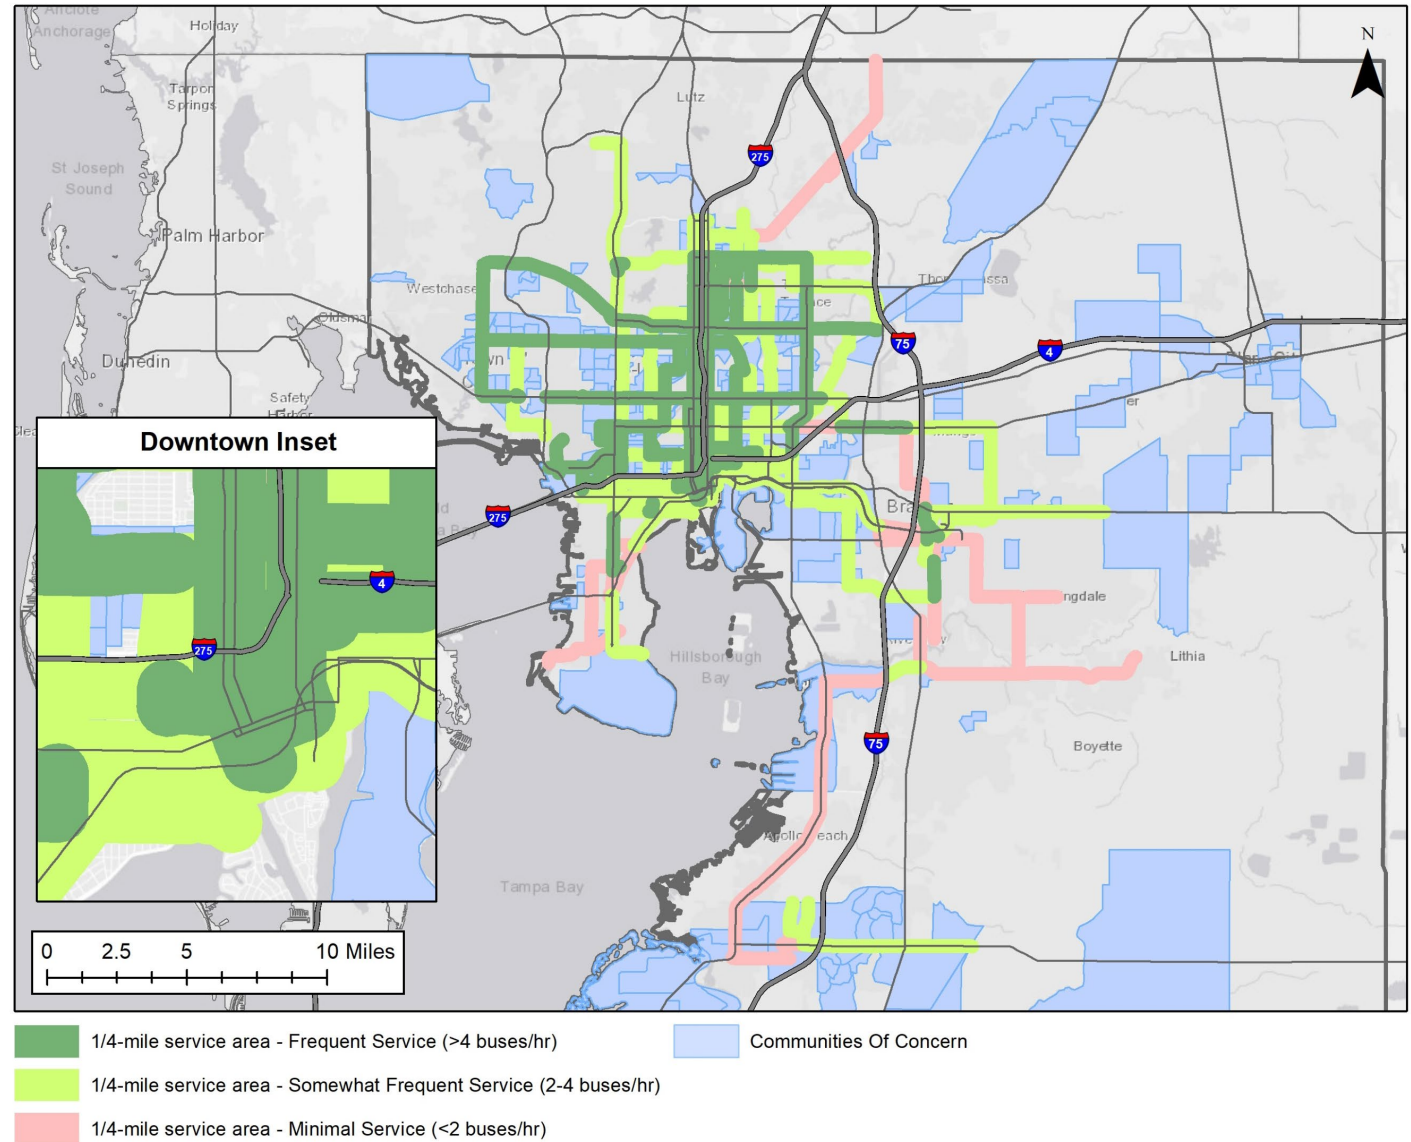 Anclote
Anchorage
Holiday
N
Tarpon
Springs
Lutz
275
St Joseph
Sound
Palm Harbor
Westchase
Dunedin
75
4
Safety
Harbor
Downtown Inset
275
4
275
Lithia
Hillsborough
Bay
75
Boyette
Tampa Bay
0 2.5 5 10 Miles
1/4-mile service area - Frequent Service (>4 buses/hr)
Communities Of Concern
1/4-mile service area - Somewhat Frequent Service (2-4 buses/hr)
1/4-mile service area - Minimal Service (<2 buses/hr)